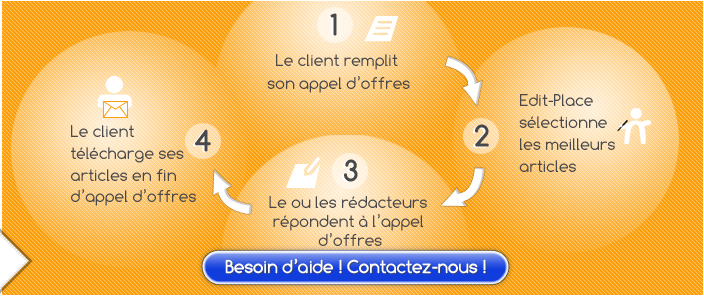 1
Le client remplit
son appel d'offres
2
Edit-Place
sélectionne
les meilleurs
articles
3
Le ou les rédacteurs
répondent à l'appel
d'offres
4
Le client
télécharge ses
articles en fin
d'appel d'offres
Besoin d'aide ! Contactez-nous !